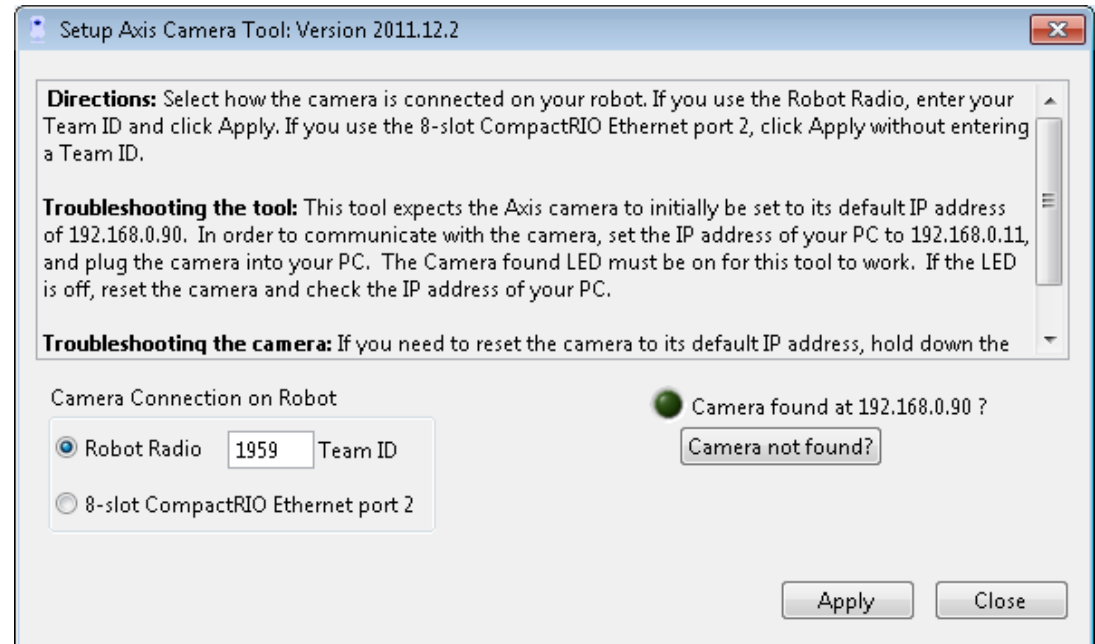 Setup Axis Camera Tool: Version 2011.12.2
Directions: Select how the camera is connected on your robot. If you use the Robot Radio, enter your
Team ID and click Apply. If you use the 8-slot CompactRIO Ethernet port 2, click Apply without entering
a Team ID.
Troubleshooting the tool: This tool expects the Axis camera to initially be set to its default IP address
of 192.168.0.90. In order to communicate with the camera, set the IP address of your PC to 192.168.0.11,
and plug the camera into your PC. The Camera found LED must be on for this tool to work. If the LED
is off, reset the camera and check the IP address of your PC.
Troubleshooting the camera: If you need to reset the camera to its default IP address, hold down the
Camera Connection on Robot
Camera found at 192.168.0.90 ?
Robot Radio 1959 Team ID
Camera not found?
8-slot CompactRIO Ethernet port 2
Apply Close